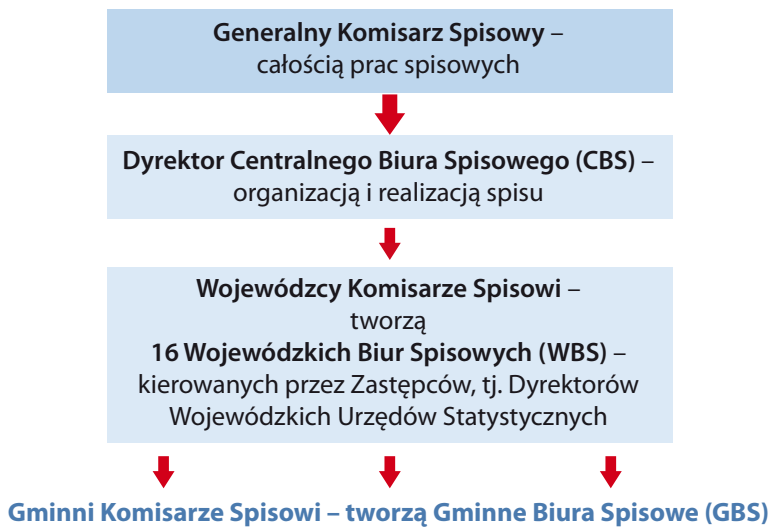 Generalny Komisarz Spisowy –
całością prac spisowych
Dyrektor Centralnego Biura Spisowego (CBS) –
organizacją i realizacją spisu
Wojewódzcy Komisarze Spisowi –
tworzą
16 Wojewódzkich Biur Spisowych (WBS) –
kierowanych przez Zastępców, tj. Dyrektorów
Wojewódzkich Urzędów Statystycznych
Gminni Komisarze Spisowi – tworzą Gminne Biura Spisowe (GBS)